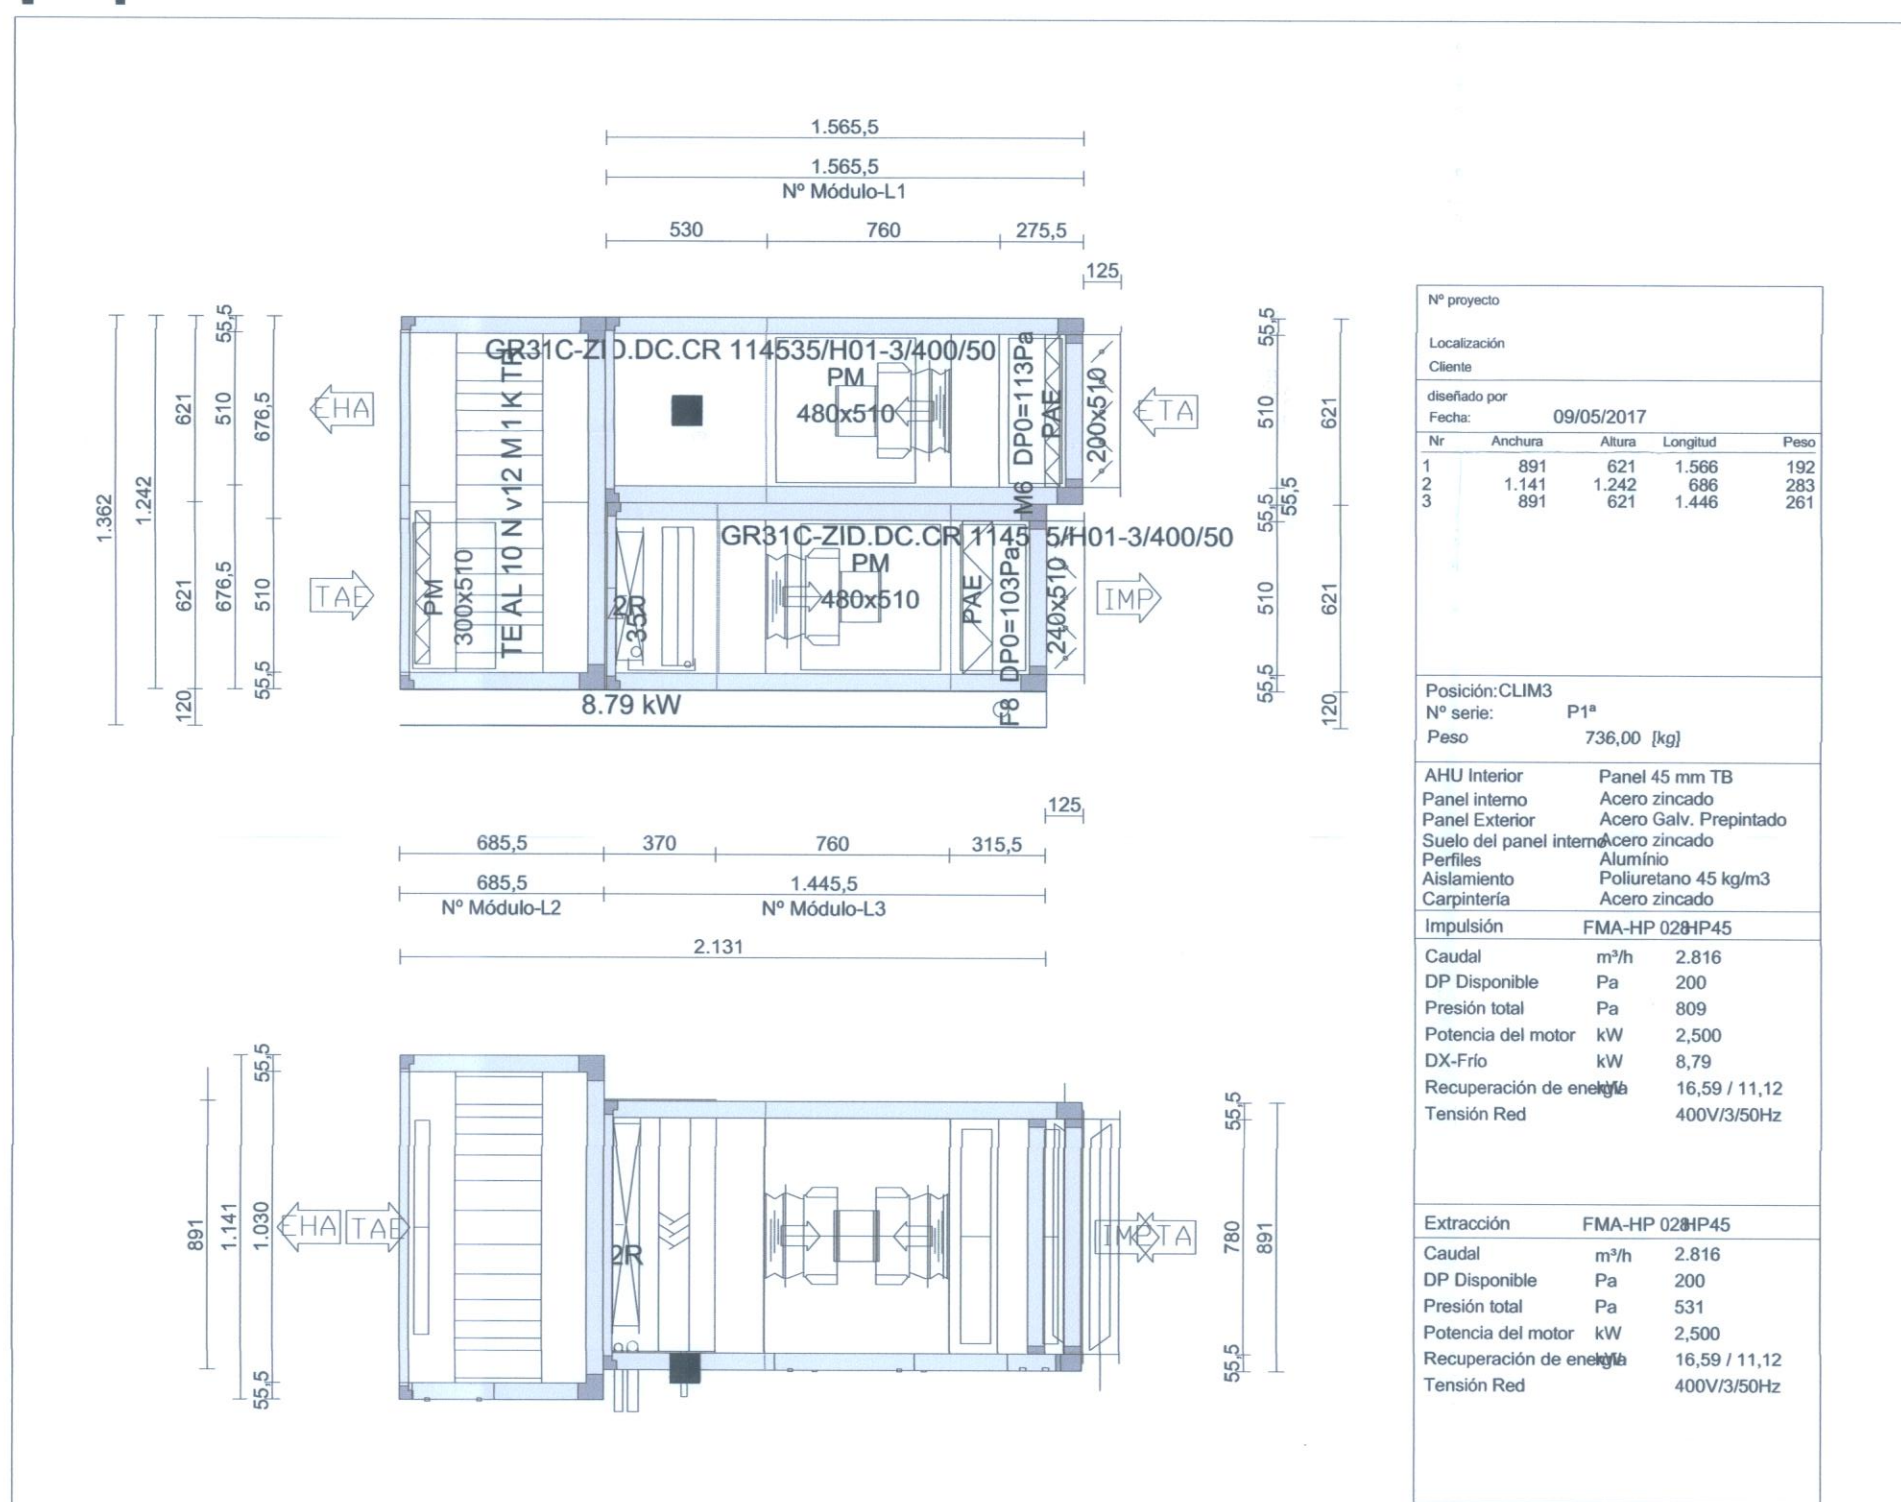 1.565,5
1.565,5
Nº Módulo-L1
530 760 275,5
125
1.362
1.242
621 621 120
55,5 510 676,5
676,5 510 55,5
EHA
TAE
GR31C-ZID.DC.CR 114535/H01-3/400/50
PM
480x510
TE AL 10 N v12 M 1 K TR
M6 DP0=113Pa
PAE
200x510
ETA
PM
300x510
2R
35
GR31C-ZID.DC.CR 1145 5/H01-3/400/50
PM
480x510
PAE
F8 DP0=103Pa
240x510
IMP
8.79 kW
55,5 510 55,5 55,5 510 55,5
621 621 120
125
685,5 370 760 315,5
685,5 1.445,5
Nº Módulo-L2 Nº Módulo-L3
2.131
891
1.141
55,5 1.030 55,5
EHA TAE
2R
IMP TA
55,5 780 55,5
891
Nº proyecto
Localización
Cliente
diseñado por
Fecha: 09/05/2017
Nr Anchura Altura Longitud Peso
1 891 621 1.566 192
2 1.141 1.242 686 283
3 891 621 1.446 261
Posición:CLIM3
Nº serie: P1ª
Peso 736,00 [kg]
AHU Interior Panel 45 mm TB
Panel interno Acero zincado
Panel Exterior Acero Galv. Prepintado
Suelo del panel interno Acero zincado
Perfiles Alumínio
Aislamiento Poliuretano 45 kg/m3
Carpintería Acero zincado
Impulsión FMA-HP 028HP45
Caudal m³/h 2.816
DP Disponible Pa 200
Presión total Pa 809
Potencia del motor kW 2,500
DX-Frío kW 8,79
Recuperación de energía kW 16,59 / 11,12
Tensión Red 400V/3/50Hz
Extracción FMA-HP 028HP45
Caudal m³/h 2.816
DP Disponible Pa 200
Presión total Pa 531
Potencia del motor kW 2,500
Recuperación de energía kW 16,59 / 11,12
Tensión Red 400V/3/50Hz